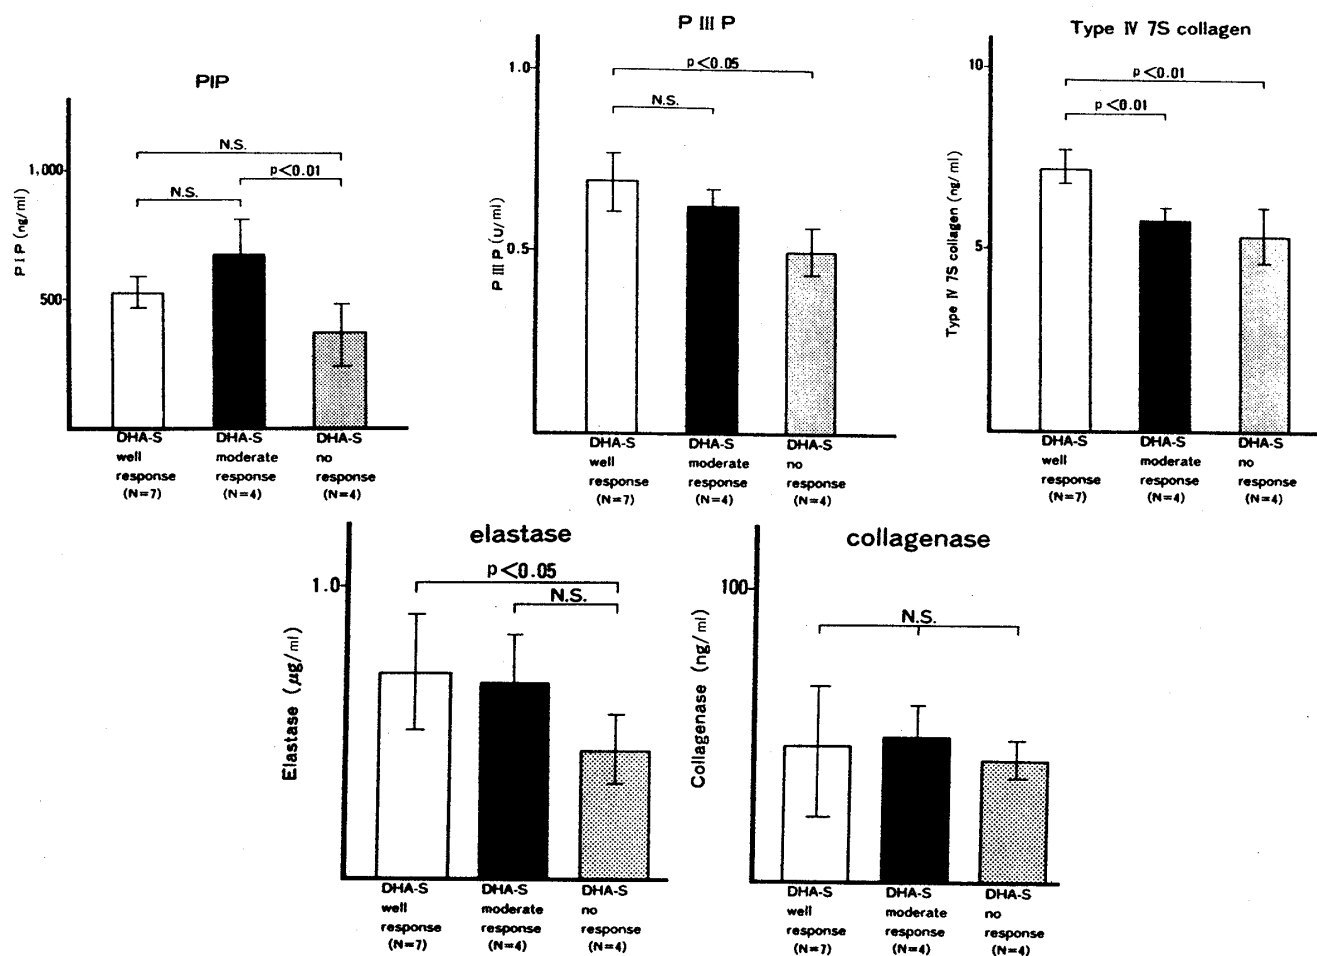 PIP
PIP (ng/ml)
1,000
500
N.S.
N.S.
p<0.01
DHA-S
well
response
(N=7)
DHA-S
moderate
response
(N=4)
DHA-S
no
response
(N=4)
P III P
P III P (U/ml)
1.0
0.5
p<0.05
N.S.
DHA-S
well
response
(N=7)
DHA-S
moderate
response
(N=4)
DHA-S
no
response
(N=4)
Type IV 7S collagen
Type IV 7S collagen (ng/ml)
10
5
p<0.01
p<0.01
DHA-S
well
response
(N=7)
DHA-S
moderate
response
(N=4)
DHA-S
no
response
(N=4)
elastase
Elastase (μg/ml)
1.0
p<0.05
N.S.
DHA-S
well
response
(N=7)
DHA-S
moderate
response
(N=4)
DHA-S
no
response
(N=4)
collagenase
Collagenase (ng/ml)
100
N.S.
DHA-S
well
response
(N=7)
DHA-S
moderate
response
(N=4)
DHA-S
no
response
(N=4)